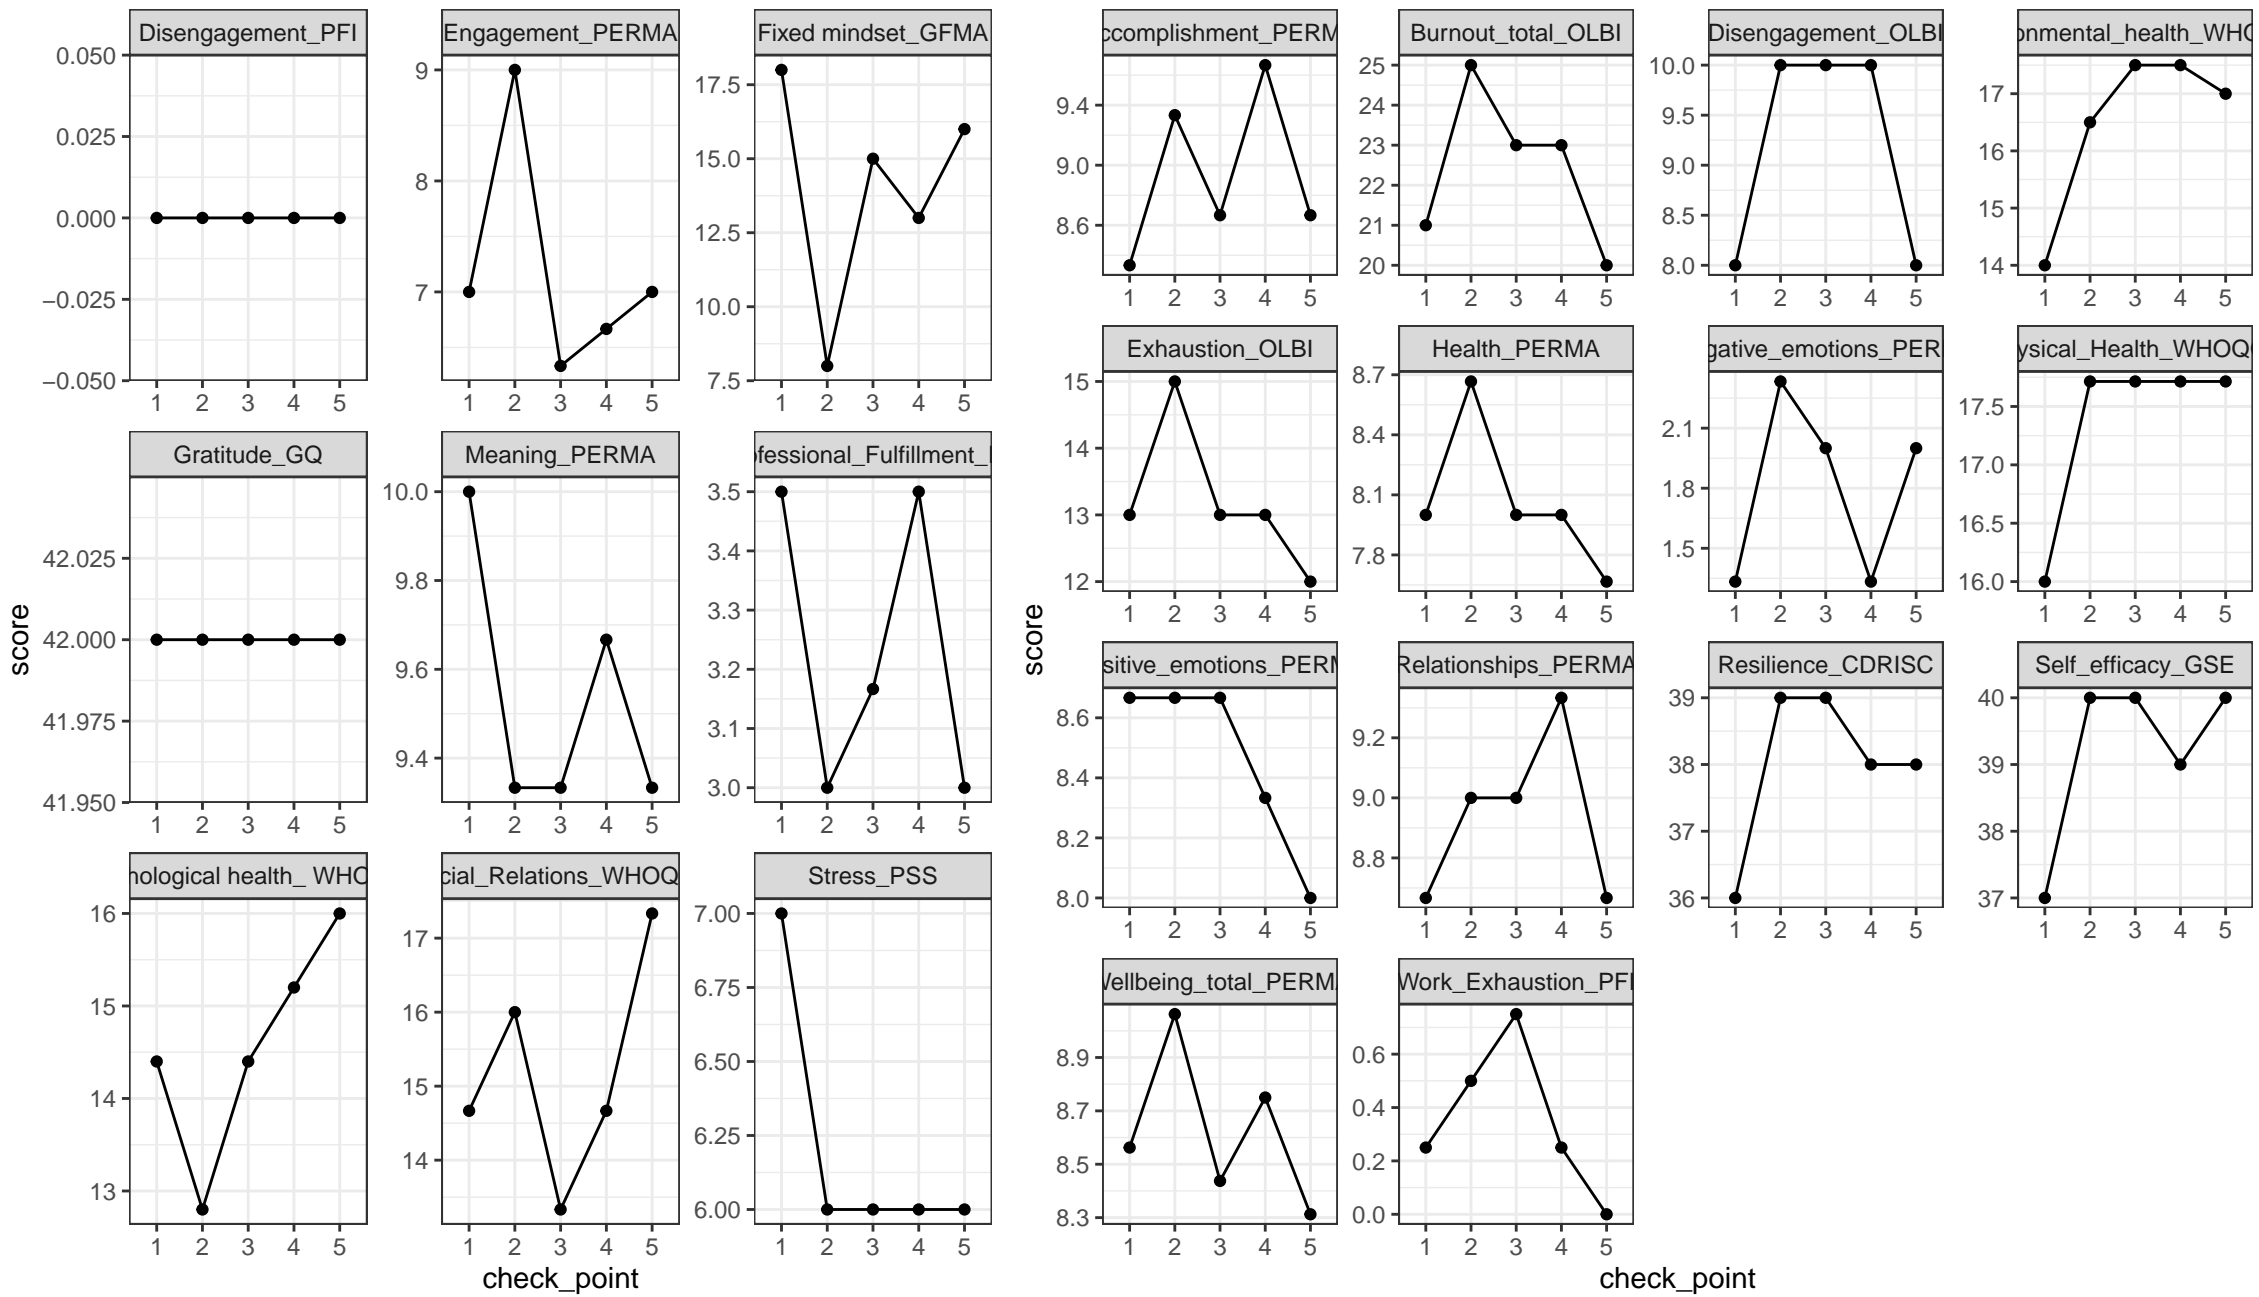 Disengagement_PFI
0.050
0.025
0.000
−0.025
−0.050
1 2 3 4 5
Engagement_PERMA
9
8
7
1 2 3 4 5
Fixed mindset_GFMA
17.5
15.0
12.5
10.0
7.5
1 2 3 4 5
Gratitude_GQ
42.025
42.000
41.975
41.950
1 2 3 4 5
Meaning_PERMA
10.0
9.8
9.6
9.4
1 2 3 4 5
ofessional_Fulfillment_
3.5
3.4
3.3
3.2
3.1
3.0
1 2 3 4 5
hological health_ WHO
16
15
14
13
1 2 3 4 5
cial_Relations_WHOQ
17
16
15
14
1 2 3 4 5
Stress_PSS
7.00
6.75
6.50
6.25
6.00
1 2 3 4 5
score
check_point
ccomplishment_PERM
9.4
9.0
8.6
1 2 3 4 5
Burnout_total_OLBI
25
24
23
22
21
20
1 2 3 4 5
Disengagement_OLBI
10.0
9.5
9.0
8.5
8.0
1 2 3 4 5
onmental_health_WHO
17
16
15
14
1 2 3 4 5
Exhaustion_OLBI
15
14
13
12
1 2 3 4 5
Health_PERMA
8.7
8.4
8.1
7.8
1 2 3 4 5
gative_emotions_PER
2.1
1.8
1.5
1 2 3 4 5
ysical_Health_WHOQ
17.5
17.0
16.5
16.0
1 2 3 4 5
sitive_emotions_PERM
8.6
8.4
8.2
8.0
1 2 3 4 5
Relationships_PERMA
9.2
9.0
8.8
1 2 3 4 5
Resilience_CDRISC
39
38
37
36
1 2 3 4 5
Self_efficacy_GSE
40
39
38
37
1 2 3 4 5
Wellbeing_total_PERMA
8.9
8.7
8.5
8.3
1 2 3 4 5
Work_Exhaustion_PFI
0.6
0.4
0.2
0.0
1 2 3 4 5
score
check_point